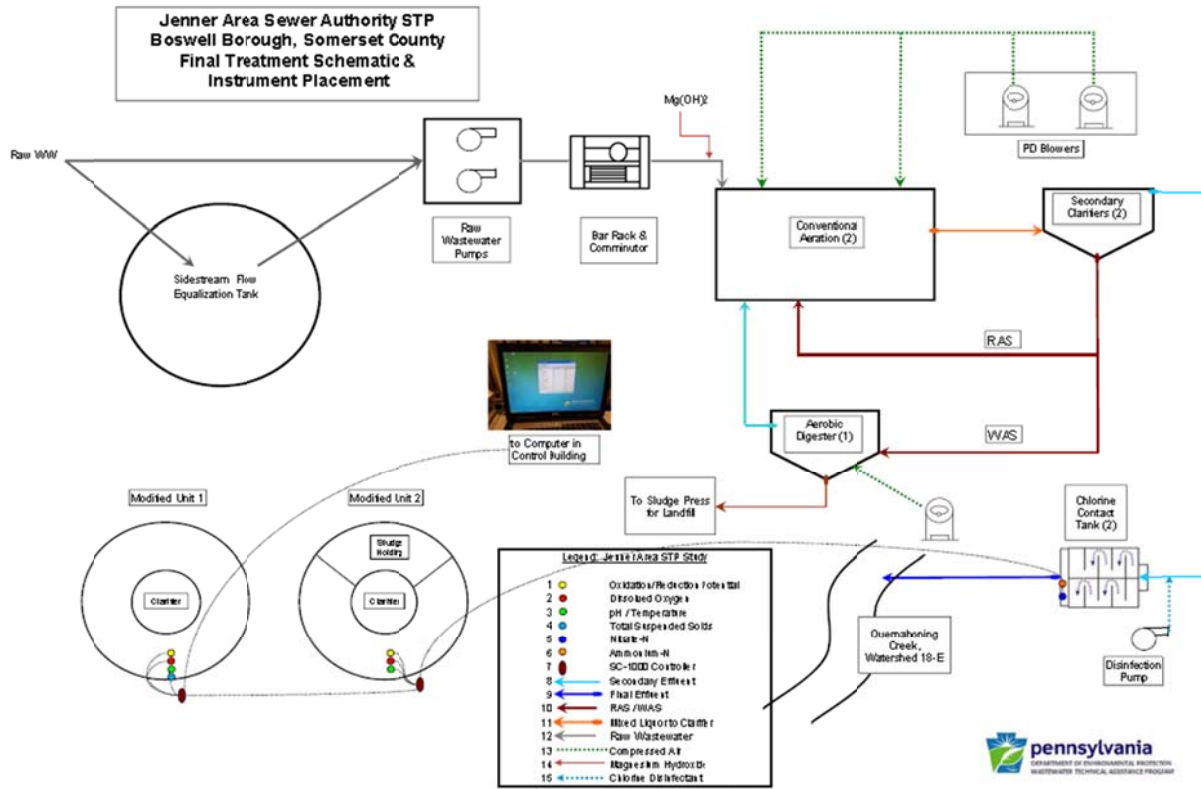 Jenner Area Sewer Authority STP
Boswell Borough, Somerset County
Final Treatment Schematic &
Instrument Placement
Mg(OH)2
Raw WW
PD Blowers
Raw
Wastewater
Pumps
Bar Rack &
Comminutor
Conventional
Aeration (2)
Secondary
Clarifiers (2)
Sidestream Flow
Equalization Tank
RAS
WAS
Aerobic
Digester (1)
to Computer in
Control Building
To Sludge Press
for Landfill
Chlorine
Contact
Tank (2)
Modified Unit 1
Modified Unit 2
Sludge
Holding
Clarifier
Clarifier
Legend: Jenner Area STP Study
1 Oxidation/Reduction Potential
2 Dissolved Oxygen
3 pH / Temperature
4 Total Suspended Solids
5 Nitrate-N
6 Ammonium-N
7 SC-1000 Controller
8 Secondary Effluent
9 Final Effluent
10 RAS / WAS
11 Mixed Liquor to Clarifier
12 Raw Wastewater
13 Compressed Air
14 Magnesium Hydroxide
15 Chlorine Disinfectant
Quemahoning
Creek,
Watershed 18-E
Disinfection
Pump
pennsylvania
DEPARTMENT OF ENVIRONMENTAL PROTECTION
WASTEWATER TECHNICAL ASSISTANCE PROGRAM